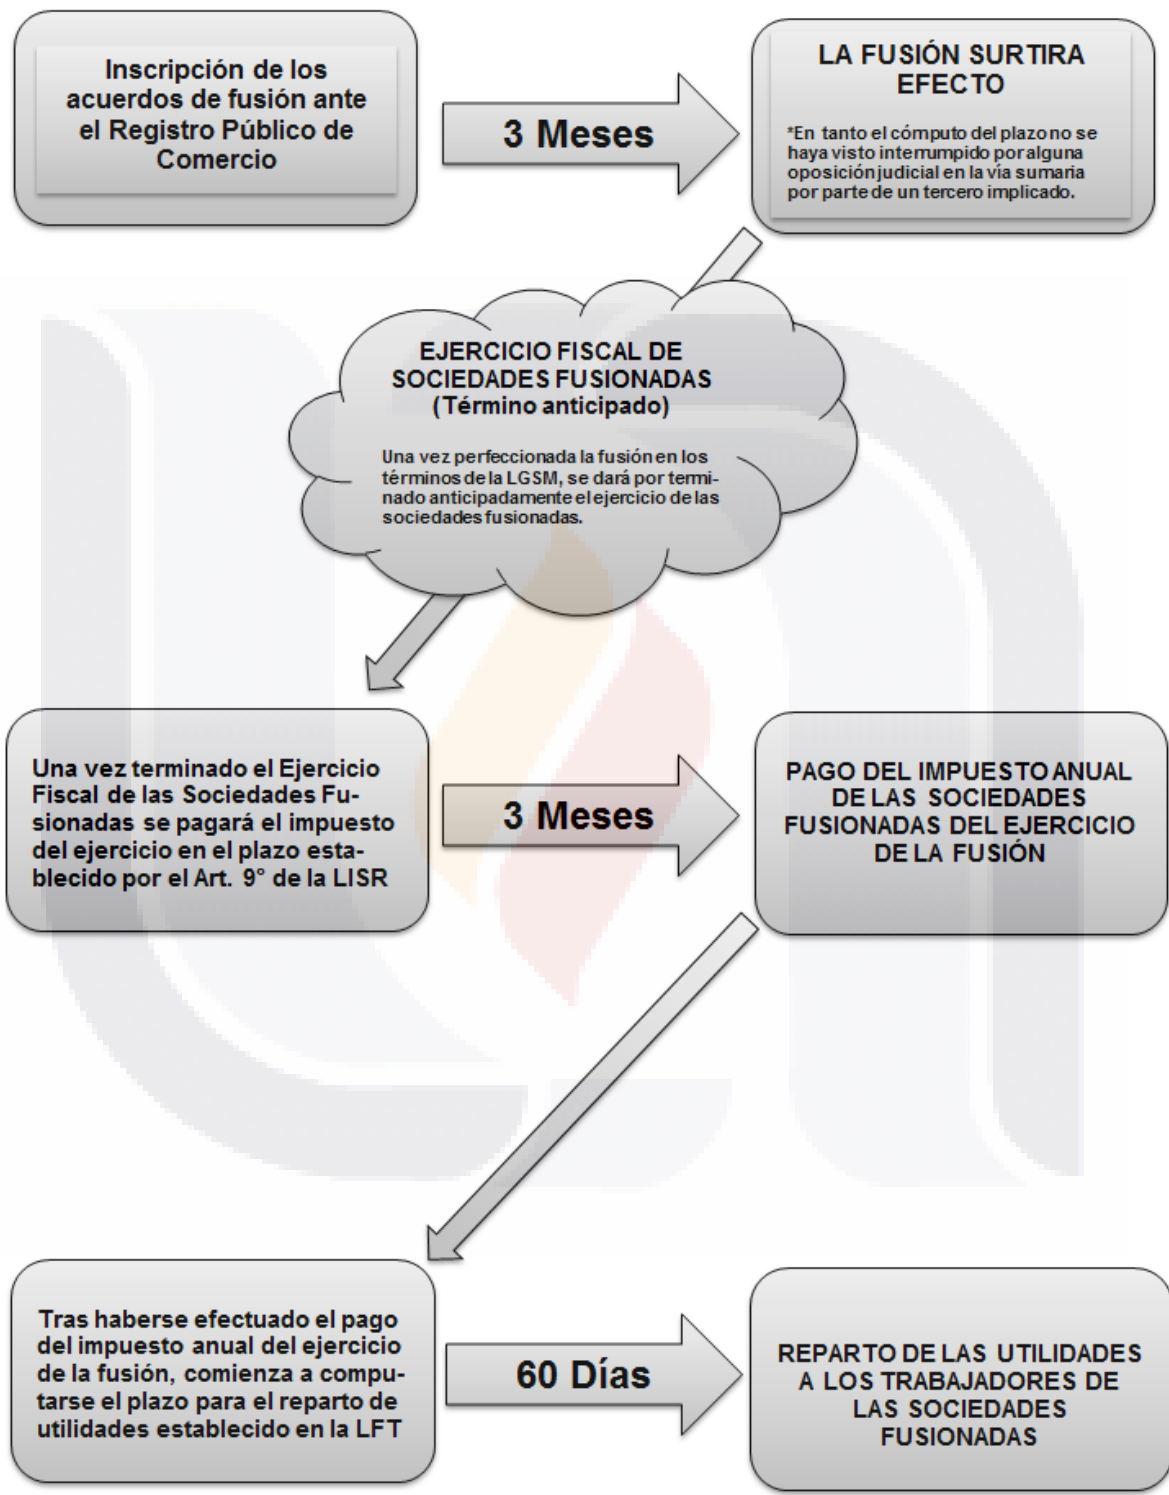 Inscripción de los
acuerdos de fusión ante
el Registro Público de
Comercio
3 Meses
LA FUSIÓN SURTIRA
EFECTO
*En tanto el cómputo del plazo no se
haya visto interrumpido por alguna
oposición judicial en la vía sumaria
por parte de un tercero implicado.
EJERCICIO FISCAL DE
SOCIEDADES FUSIONADAS
(Término anticipado)
Una vez perfeccionada la fusión en los
términos de la LGSM, se dará por termi-
nado anticipadamente el ejercicio de las
sociedades fusionadas.
Una vez terminado el Ejercicio
Fiscal de las Sociedades Fu-
sionadas se pagará el impuesto
del ejercicio en el plazo esta-
blecido por el Art. 9° de la LISR
3 Meses
PAGO DEL IMPUESTO ANUAL
DE LAS SOCIEDADES
FUSIONADAS DEL EJERCICIO
DE LA FUSIÓN
Tras haberse efectuado el pago
del impuesto anual del ejercicio
de la fusión, comienza a compu-
tarse el plazo para el reparto de
utilidades establecido en la LFT
60 Días
REPARTO DE LAS UTILIDADES
A LOS TRABAJADORES DE
LAS SOCIEDADES
FUSIONADAS